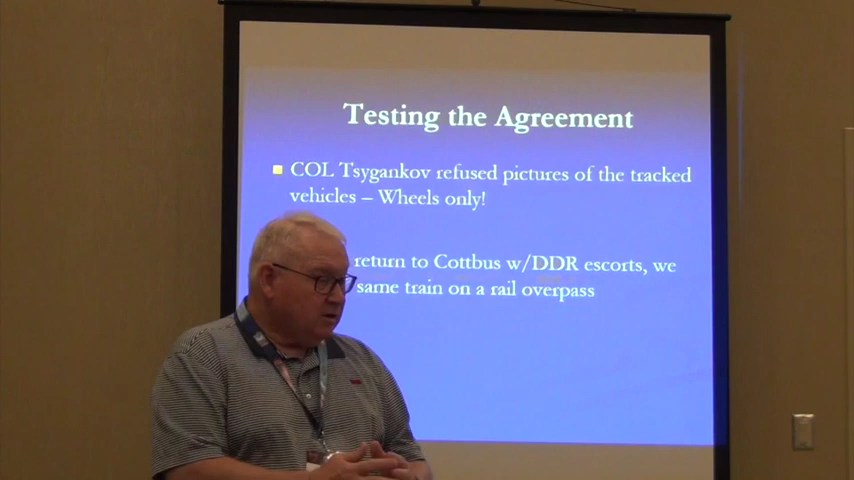 Testing the Agreement
COL Tsygankov refused pictures of the tracked
vehicles – Wheels only!
return to Cottbus w/DDR escorts, we
same train on a rail overpass